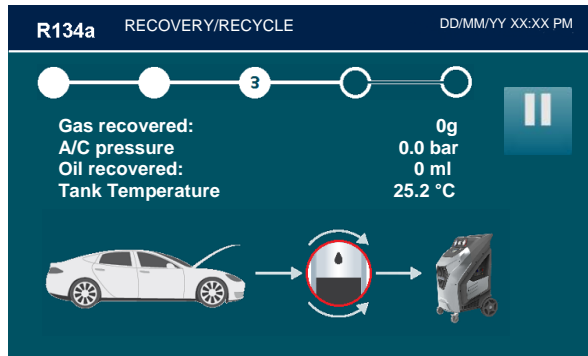 R134a RECOVERY/RECYCLE DD/MM/YY XX:XX PM
3
Gas recovered: 0g
A/C pressure 0.0 bar
Oil recovered: 0 ml
Tank Temperature 25.2 °C